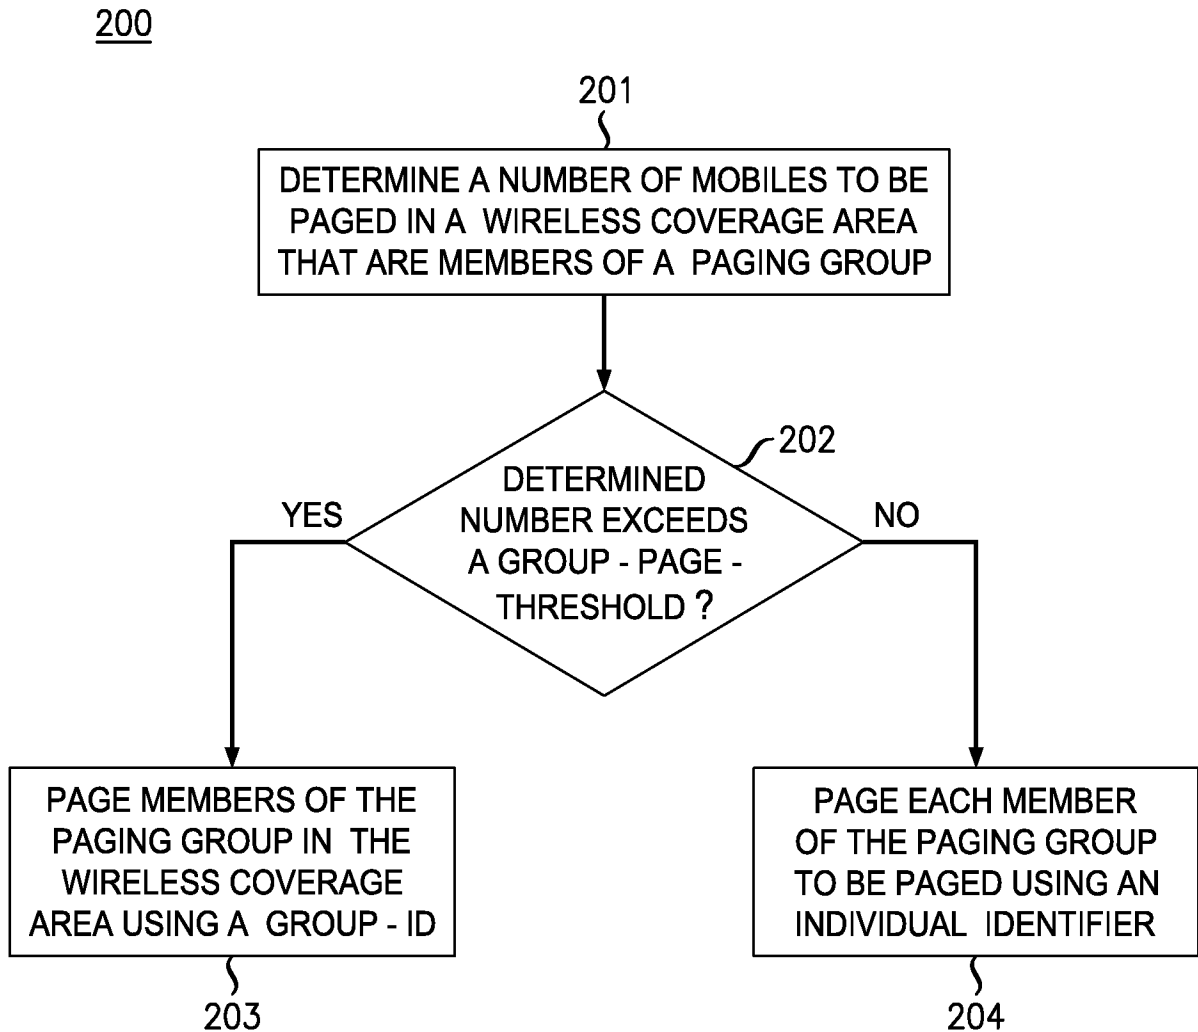 200
201
DETERMINE A NUMBER OF MOBILES TO BE
PAGED IN A WIRELESS COVERAGE AREA
THAT ARE MEMBERS OF A PAGING GROUP
202
DETERMINED
NUMBER EXCEEDS
A GROUP - PAGE -
THRESHOLD ?
YES
NO
PAGE MEMBERS OF THE
PAGING GROUP IN THE
WIRELESS COVERAGE
AREA USING A GROUP - ID
203
PAGE EACH MEMBER
OF THE PAGING GROUP
TO BE PAGED USING AN
INDIVIDUAL IDENTIFIER
204